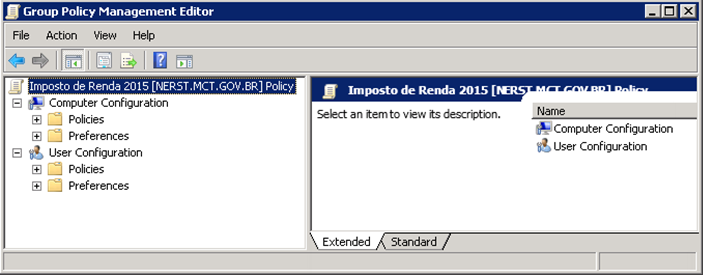 Group Policy Management Editor
File Action View Help
Imposto de Renda 2015 [NERST.MCT.GOV.BR] Policy
Computer Configuration
Policies
Preferences
User Configuration
Policies
Preferences
Imposto de Renda 2015 [NERST.MCT.GOV.BR] Policy
Select an item to view its description.
Name
Computer Configuration
User Configuration
Extended Standard